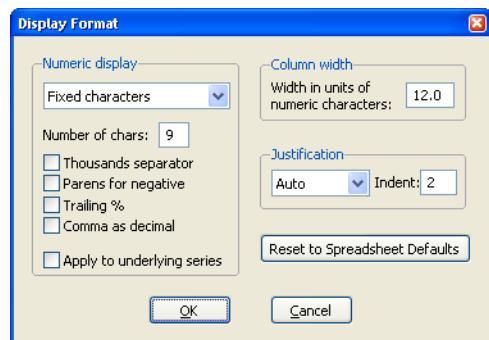 Display Format
Numeric display
Fixed characters
Number of chars: 9
Thousands separator
Parens for negative
Trailing %
Comma as decimal
Apply to underlying series
Column width
Width in units of
numeric characters: 12.0
Justification
Auto Indent: 2
Reset to Spreadsheet Defaults
OK Cancel